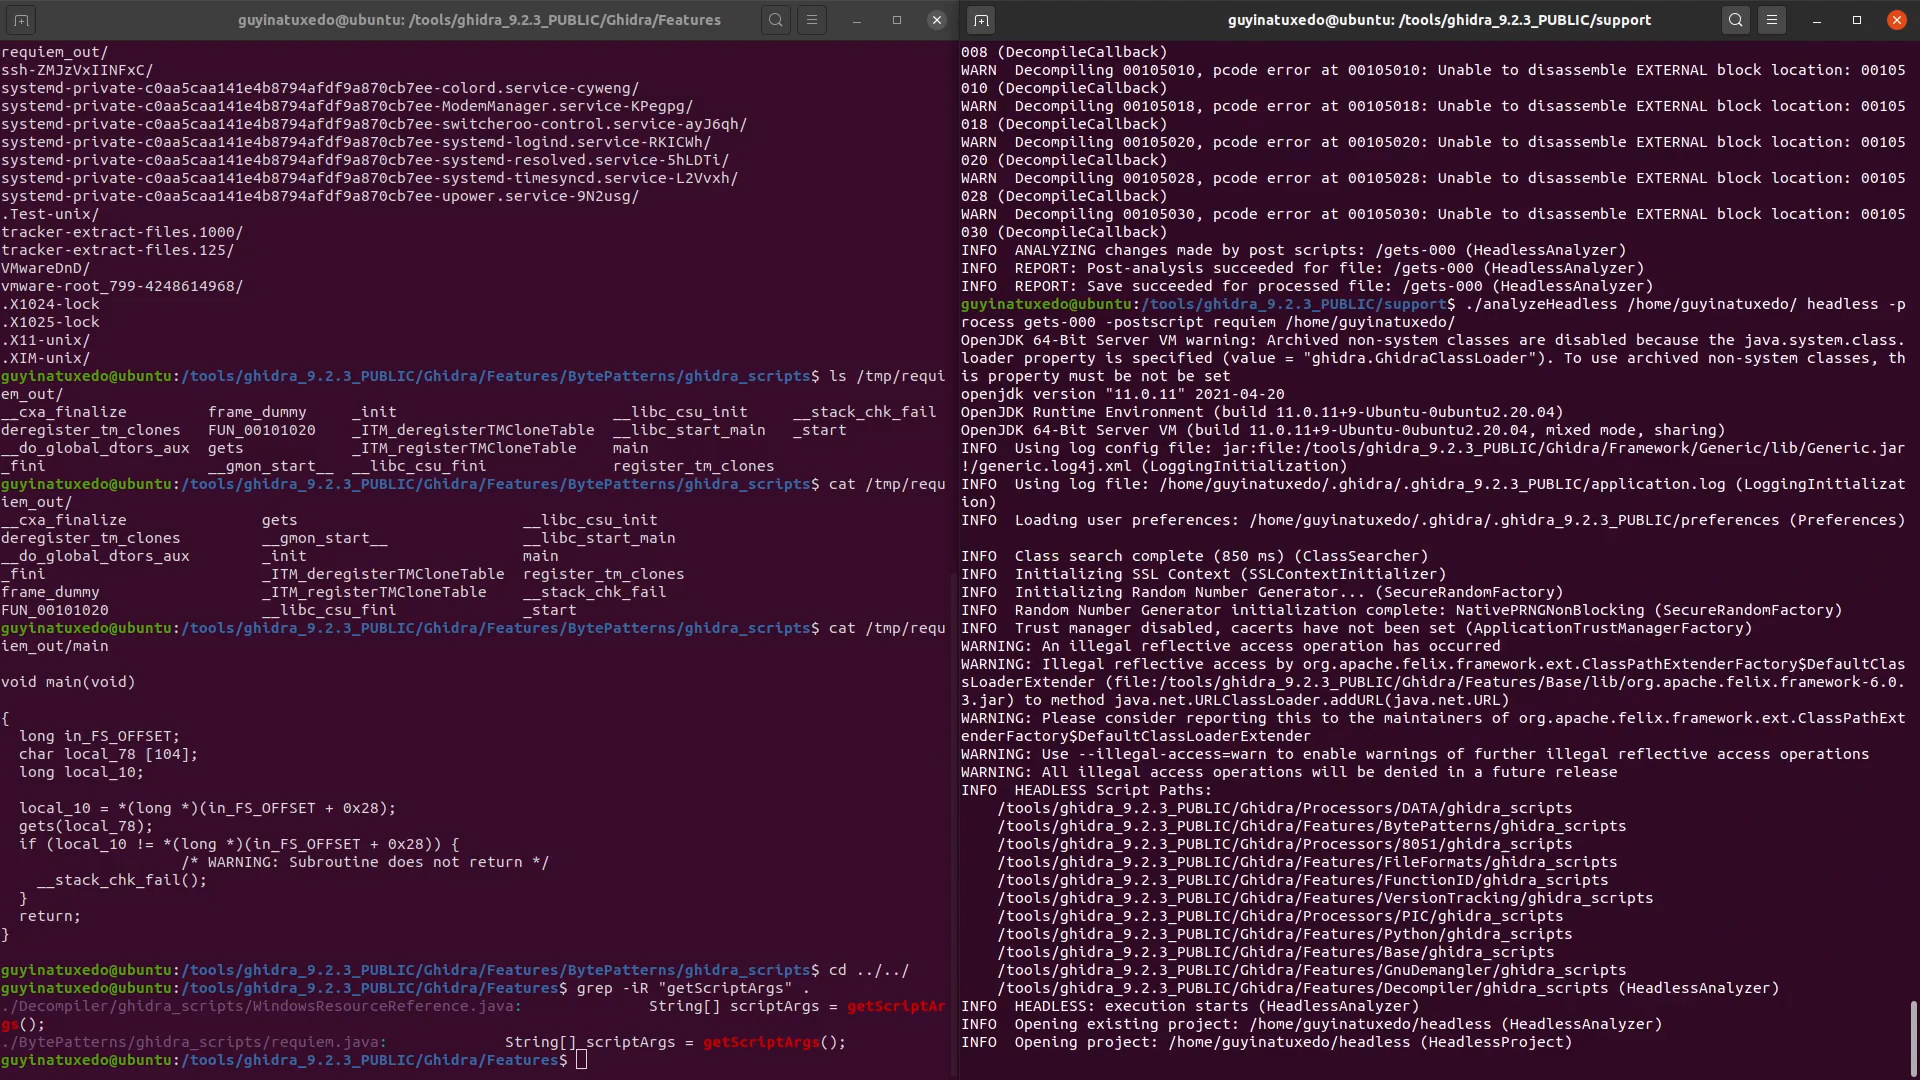 guyinatuxedo@ubuntu: /tools/ghidra_9.2.3_PUBLIC/Ghidra/Features
requiem_out/
ssh-ZMJzVxIINFxC/
systemd-private-c0aa5caa141e4b8794afdf9a870cb7ee-colord.service-cyweng/
systemd-private-c0aa5caa141e4b8794afdf9a870cb7ee-ModemManager.service-KPegpg/
systemd-private-c0aa5caa141e4b8794afdf9a870cb7ee-switcheroo-control.service-ayJ6qh/
systemd-private-c0aa5caa141e4b8794afdf9a870cb7ee-systemd-logind.service-RKICWh/
systemd-private-c0aa5caa141e4b8794afdf9a870cb7ee-systemd-resolved.service-5hLDTi/
systemd-private-c0aa5caa141e4b8794afdf9a870cb7ee-systemd-timesyncd.service-L2Vvxh/
systemd-private-c0aa5caa141e4b8794afdf9a870cb7ee-upower.service-9N2usg/
.Test-unix/
tracker-extract-files.1000/
tracker-extract-files.125/
VMwareDnD/
vmware-root_799-4248614968/
.X1024-lock
.X1025-lock
.X11-unix/
.XIM-unix/
guyinatuxedo@ubuntu:/tools/ghidra_9.2.3_PUBLIC/Ghidra/Features/BytePatterns/ghidra_scripts$ ls /tmp/requi
em_out/
__cxa_finalize         frame_dummy    _init                        __libc_csu_init     __stack_chk_fail
deregister_tm_clones   FUN_00101020   _ITM_deregisterTMCloneTable  __libc_start_main   _start
__do_global_dtors_aux  gets           _ITM_registerTMCloneTable    main
_fini                  __gmon_start__  __libc_csu_fini              register_tm_clones
guyinatuxedo@ubuntu:/tools/ghidra_9.2.3_PUBLIC/Ghidra/Features/BytePatterns/ghidra_scripts$ cat /tmp/requ
iem_out/
__cxa_finalize               gets                         __libc_csu_init
deregister_tm_clones         __gmon_start__               __libc_start_main
__do_global_dtors_aux        _init                        main
_fini                        _ITM_deregisterTMCloneTable  register_tm_clones
frame_dummy                  _ITM_registerTMCloneTable    __stack_chk_fail
FUN_00101020                 __libc_csu_fini              _start
guyinatuxedo@ubuntu:/tools/ghidra_9.2.3_PUBLIC/Ghidra/Features/BytePatterns/ghidra_scripts$ cat /tmp/requ
iem_out/main
void main(void)
{
  long in_FS_OFFSET;
  char local_78 [104];
  long local_10;
  local_10 = *(long *)(in_FS_OFFSET + 0x28);
  gets(local_78);
  if (local_10 != *(long *)(in_FS_OFFSET + 0x28)) {
                    /* WARNING: Subroutine does not return */
    __stack_chk_fail();
  }
  return;
}
guyinatuxedo@ubuntu:/tools/ghidra_9.2.3_PUBLIC/Ghidra/Features/BytePatterns/ghidra_scripts$ cd ../../
guyinatuxedo@ubuntu:/tools/ghidra_9.2.3_PUBLIC/Ghidra/Features$ grep -iR "getScriptArgs" .
./Decompiler/ghidra_scripts/WindowsResourceReference.java:              String[] scriptArgs = getScriptAr
gs();
./BytePatterns/ghidra_scripts/requiem.java:             String[] scriptArgs = getScriptArgs();
guyinatuxedo@ubuntu:/tools/ghidra_9.2.3_PUBLIC/Ghidra/Features$
guyinatuxedo@ubuntu: /tools/ghidra_9.2.3_PUBLIC/support
008 (DecompileCallback)
WARN  Decompiling 00105010, pcode error at 00105010: Unable to disassemble EXTERNAL block location: 00105
010 (DecompileCallback)
WARN  Decompiling 00105018, pcode error at 00105018: Unable to disassemble EXTERNAL block location: 00105
018 (DecompileCallback)
WARN  Decompiling 00105020, pcode error at 00105020: Unable to disassemble EXTERNAL block location: 00105
020 (DecompileCallback)
WARN  Decompiling 00105028, pcode error at 00105028: Unable to disassemble EXTERNAL block location: 00105
028 (DecompileCallback)
WARN  Decompiling 00105030, pcode error at 00105030: Unable to disassemble EXTERNAL block location: 00105
030 (DecompileCallback)
INFO  ANALYZING changes made by post scripts: /gets-000 (HeadlessAnalyzer)
INFO  REPORT: Post-analysis succeeded for file: /gets-000 (HeadlessAnalyzer)
INFO  REPORT: Save succeeded for processed file: /gets-000 (HeadlessAnalyzer)
guyinatuxedo@ubuntu:/tools/ghidra_9.2.3_PUBLIC/support$ ./analyzeHeadless /home/guyinatuxedo/ headless -p
rocess gets-000 -postscript requiem /home/guyinatuxedo/
OpenJDK 64-Bit Server VM warning: Archived non-system classes are disabled because the java.system.class.
loader property is specified (value = "ghidra.GhidraClassLoader"). To use archived non-system classes, th
is property must be not be set
openjdk version "11.0.11" 2021-04-20
OpenJDK Runtime Environment (build 11.0.11+9-Ubuntu-0ubuntu2.20.04)
OpenJDK 64-Bit Server VM (build 11.0.11+9-Ubuntu-0ubuntu2.20.04, mixed mode, sharing)
INFO  Using log config file: jar:file:/tools/ghidra_9.2.3_PUBLIC/Ghidra/Framework/Generic/lib/Generic.jar
!/generic.log4j.xml (LoggingInitialization)
INFO  Using log file: /home/guyinatuxedo/.ghidra/.ghidra_9.2.3_PUBLIC/application.log (LoggingInitializat
ion)
INFO  Loading user preferences: /home/guyinatuxedo/.ghidra/.ghidra_9.2.3_PUBLIC/preferences (Preferences)
INFO  Class search complete (850 ms) (ClassSearcher)
INFO  Initializing SSL Context (SSLContextInitializer)
INFO  Initializing Random Number Generator... (SecureRandomFactory)
INFO  Random Number Generator initialization complete: NativePRNGNonBlocking (SecureRandomFactory)
INFO  Trust manager disabled, cacerts have not been set (ApplicationTrustManagerFactory)
WARNING: An illegal reflective access operation has occurred
WARNING: Illegal reflective access by org.apache.felix.framework.ext.ClassPathExtenderFactory$DefaultClas
sLoaderExtender (file:/tools/ghidra_9.2.3_PUBLIC/Ghidra/Features/Base/lib/org.apache.felix.framework-6.0.
3.jar) to method java.net.URLClassLoader.addURL(java.net.URL)
WARNING: Please consider reporting this to the maintainers of org.apache.felix.framework.ext.ClassPathExt
enderFactory$DefaultClassLoaderExtender
WARNING: Use --illegal-access=warn to enable warnings of further illegal reflective access operations
WARNING: All illegal access operations will be denied in a future release
INFO  HEADLESS Script Paths:
    /tools/ghidra_9.2.3_PUBLIC/Ghidra/Processors/DATA/ghidra_scripts
    /tools/ghidra_9.2.3_PUBLIC/Ghidra/Features/BytePatterns/ghidra_scripts
    /tools/ghidra_9.2.3_PUBLIC/Ghidra/Processors/8051/ghidra_scripts
    /tools/ghidra_9.2.3_PUBLIC/Ghidra/Features/FileFormats/ghidra_scripts
    /tools/ghidra_9.2.3_PUBLIC/Ghidra/Features/FunctionID/ghidra_scripts
    /tools/ghidra_9.2.3_PUBLIC/Ghidra/Features/VersionTracking/ghidra_scripts
    /tools/ghidra_9.2.3_PUBLIC/Ghidra/Processors/PIC/ghidra_scripts
    /tools/ghidra_9.2.3_PUBLIC/Ghidra/Features/Python/ghidra_scripts
    /tools/ghidra_9.2.3_PUBLIC/Ghidra/Features/Base/ghidra_scripts
    /tools/ghidra_9.2.3_PUBLIC/Ghidra/Features/GnuDemangler/ghidra_scripts
    /tools/ghidra_9.2.3_PUBLIC/Ghidra/Features/Decompiler/ghidra_scripts (HeadlessAnalyzer)
INFO  HEADLESS: execution starts (HeadlessAnalyzer)
INFO  Opening existing project: /home/guyinatuxedo/headless (HeadlessAnalyzer)
INFO  Opening project: /home/guyinatuxedo/headless (HeadlessProject)